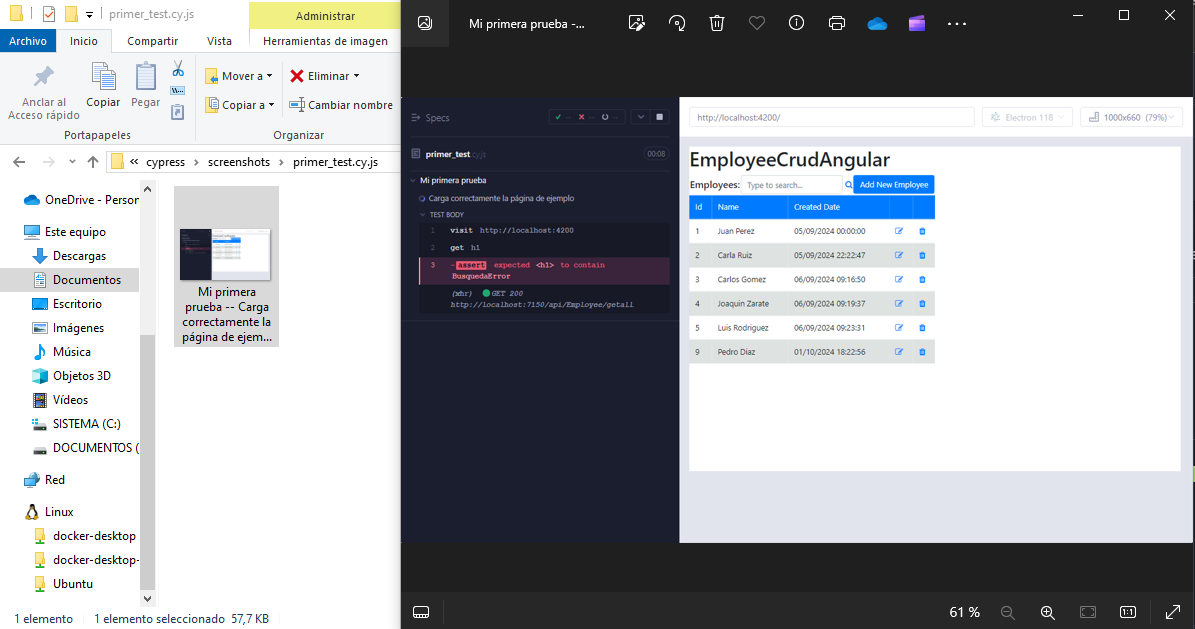 primer_test.cy.js
Administrar
Archivo
Inicio
Compartir
Vista
Herramientas de imagen
Anclar al
Acceso rápido
Copiar
Pegar
Mover a
Copiar a
Eliminar
Cambiar nombre
Portapapeles
Organizar
« cypress > screenshots > primer_test.cy.js
OneDrive - Person
Este equipo
Descargas
Documentos
Escritorio
Imágenes
Música
Objetos 3D
Vídeos
SISTEMA (C:)
DOCUMENTOS (
Red
Linux
docker-desktop
docker-desktop-
Ubuntu
Mi primera
prueba -- Carga
correctamente la
página de ejem...
1 elemento
1 elemento seleccionado 57,7 KB
Mi primera prueba -...
Specs
-- -- --
primer_test.cy.js
00:08
Mi primera prueba
Carga correctamente la página de ejemplo
TEST BODY
1 visit http://localhost:4200
2 get h1
3 -assert expected <h1> to contain
BusquedaError
(xhr) GET 200
http://localhost:7150/api/Employee/getall
http://localhost:4200/
Electron 118
1000x660 (79%)
EmployeeCrudAngular
Employees: Type to search... Add New Employee
Id Name Created Date
1 Juan Perez 05/09/2024 00:00:00
2 Carla Ruiz 05/09/2024 22:22:47
3 Carlos Gomez 06/09/2024 09:16:50
4 Joaquin Zarate 06/09/2024 09:19:37
5 Luis Rodriguez 06/09/2024 09:23:31
9 Pedro Diaz 01/10/2024 18:22:56
61 %
1:1